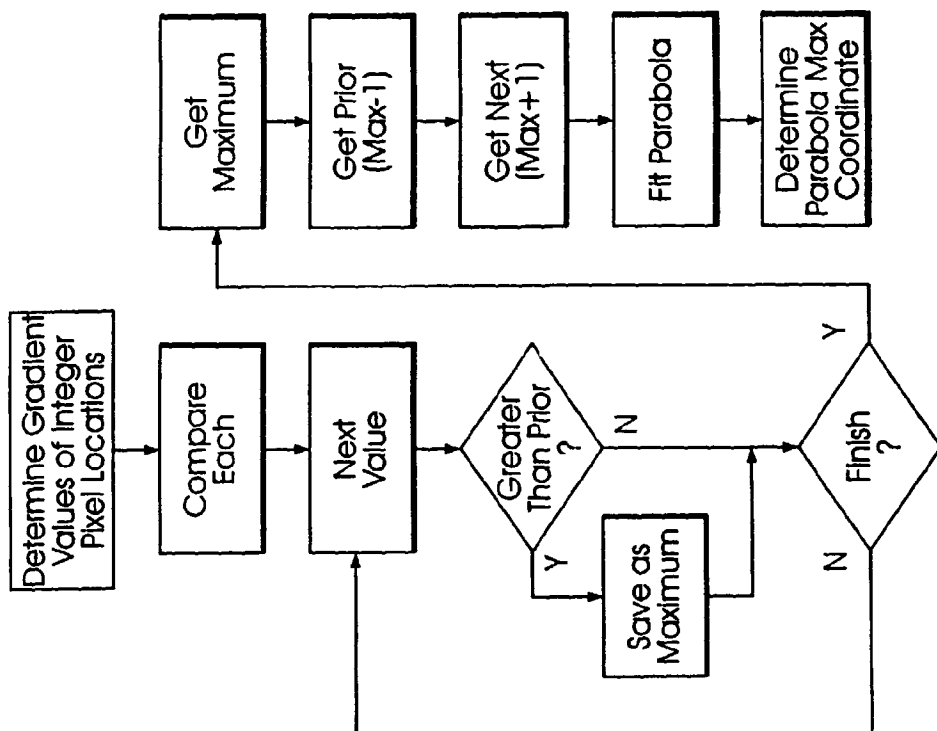 Determine Gradient
Values of Integer
Pixel Locations
Compare
Each
Next
Value
Greater
Than Prior
?
Y
N
Save as
Maximum
Finish
?
N
Y
Get
Maximum
Get Prior
(Max-1)
Get Next
(Max+1)
Fit Parabola
Determine
Parabola Max
Coordinate